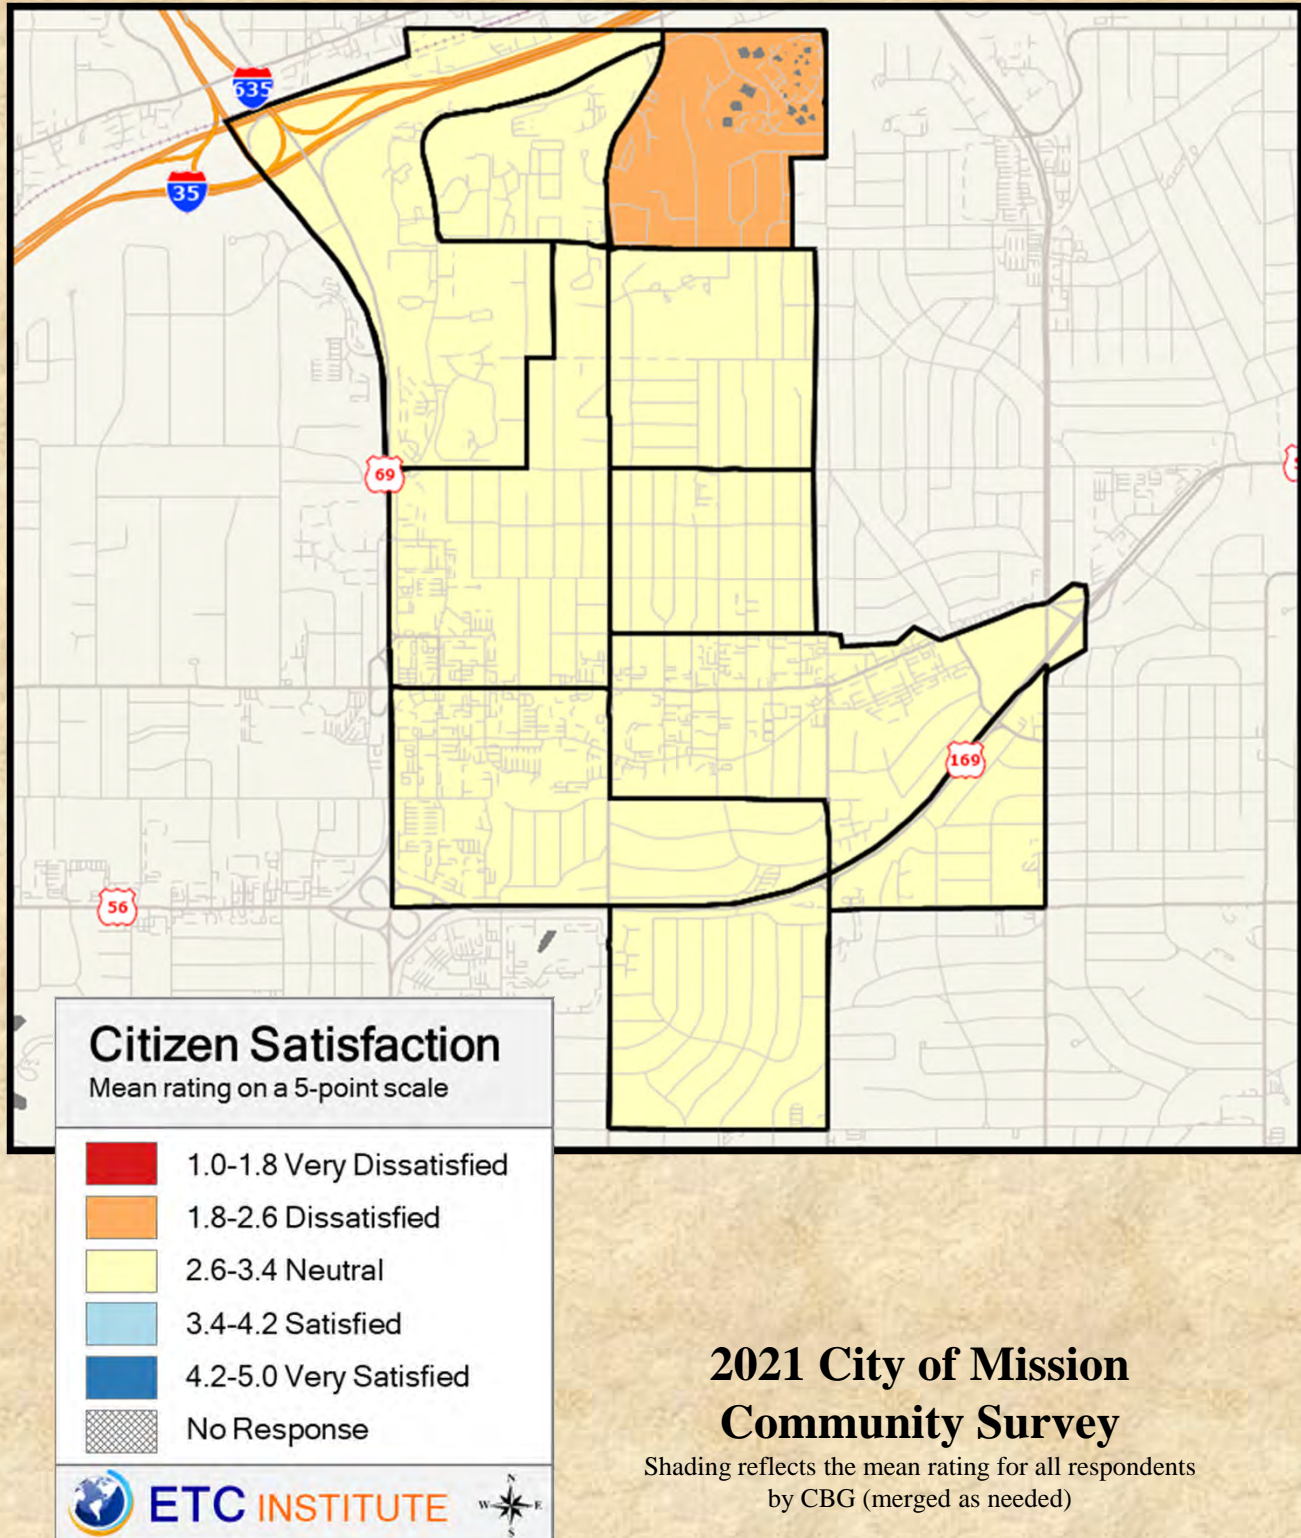 635
35
69
169
56
Citizen Satisfaction
Mean rating on a 5-point scale
1.0-1.8 Very Dissatisfied
1.8-2.6 Dissatisfied
2.6-3.4 Neutral
3.4-4.2 Satisfied
4.2-5.0 Very Satisfied
No Response
ETC INSTITUTE
N
W E
S
2021 City of Mission
Community Survey
Shading reflects the mean rating for all respondents
by CBG (merged as needed)